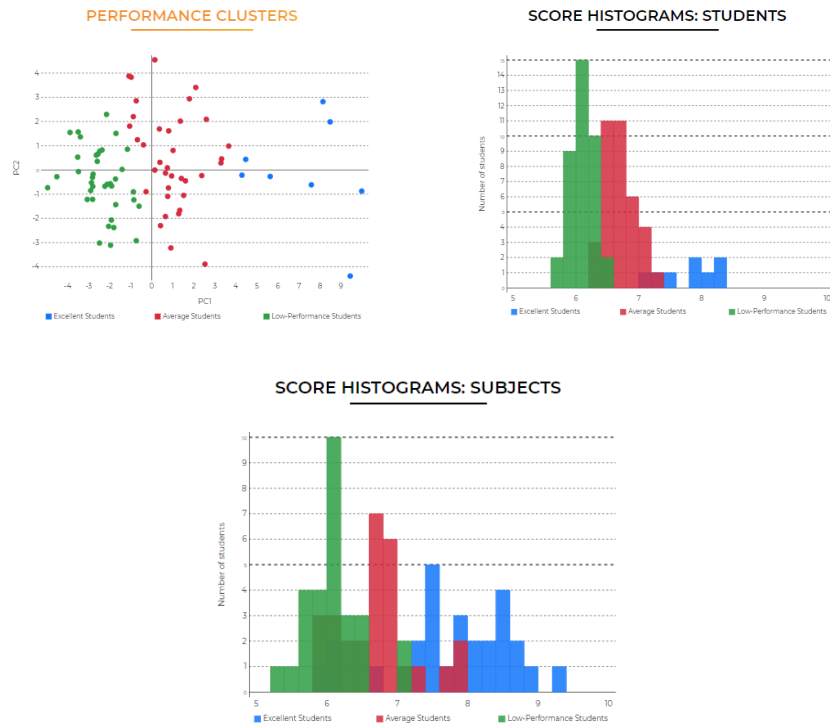 PERFORMANCE CLUSTERS
4
3
2
1
0
-1
-2
-3
-4
PC2
-4 -3 -2 -1 0 1 2 3 4 5 6 7 8 9
PC1
Excellent Students Average Students Low-Performance Students
SCORE HISTOGRAMS: STUDENTS
15
14
13
12
11
10
9
8
7
6
5
4
3
2
1
0
Number of students
5 6 7 8 9 10
Excellent Students Average Students Low-Performance Students
SCORE HISTOGRAMS: SUBJECTS
10
9
8
7
6
5
4
3
2
1
0
Number of students
5 6 7 8 9 10
Excellent Students Average Students Low-Performance Students